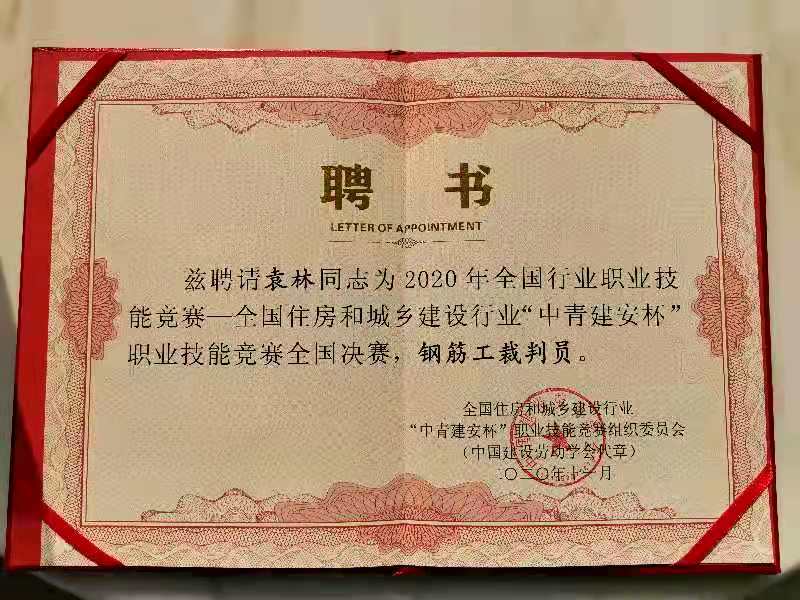 聘 书
LETTER OF APPOINTMENT
兹聘请袁林同志为2020年全国行业职业技
能竞赛—全国住房和城乡建设行业“中青建安杯”
职业技能竞赛全国决赛，钢筋工裁判员。
全国住房和城乡建设行业
“中青建安杯”职业技能竞赛组织委员会
（中国建设劳动学会代章）
二〇二〇年十一月